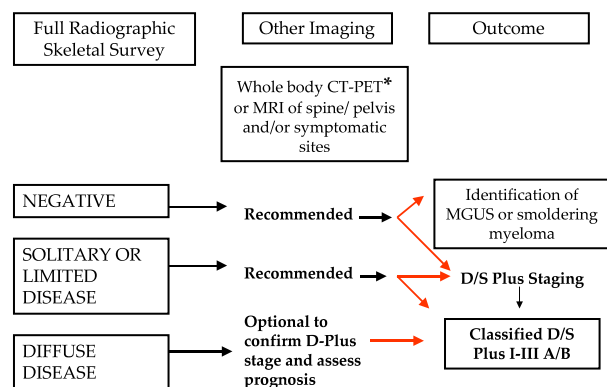 Full Radiographic
Skeletal Survey
Other Imaging
Outcome
Whole body CT-PET*
or MRI of spine/ pelvis
and/or symptomatic
sites
NEGATIVE
Recommended
Identification of
MGUS or smoldering
myeloma
SOLITARY OR
LIMITED
DISEASE
Recommended
D/S Plus Staging
DIFFUSE
DISEASE
Optional to
confirm D-Plus
stage and assess
prognosis
Classified D/S
Plus I-III A/B